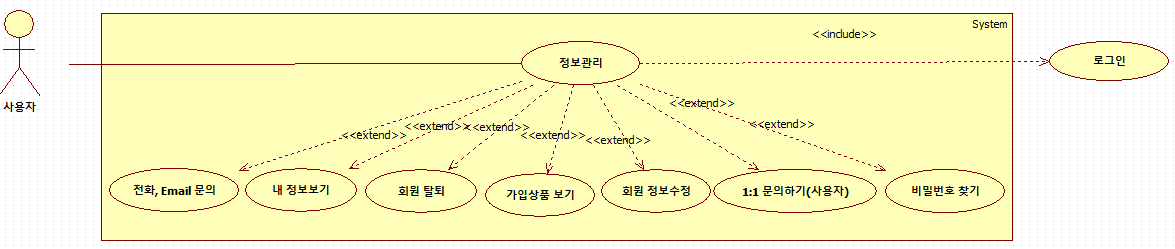 System
<<include>>
정보관리
로그인
사용자
<<extend>>
<<extend>>
<<extend>>
<<extend>>
<<extend>>
<<extend>>
<<extend>>
전화, Email 문의
내 정보보기
회원 탈퇴
가입상품 보기
회원 정보수정
1:1 문의하기(사용자)
비밀번호 찾기